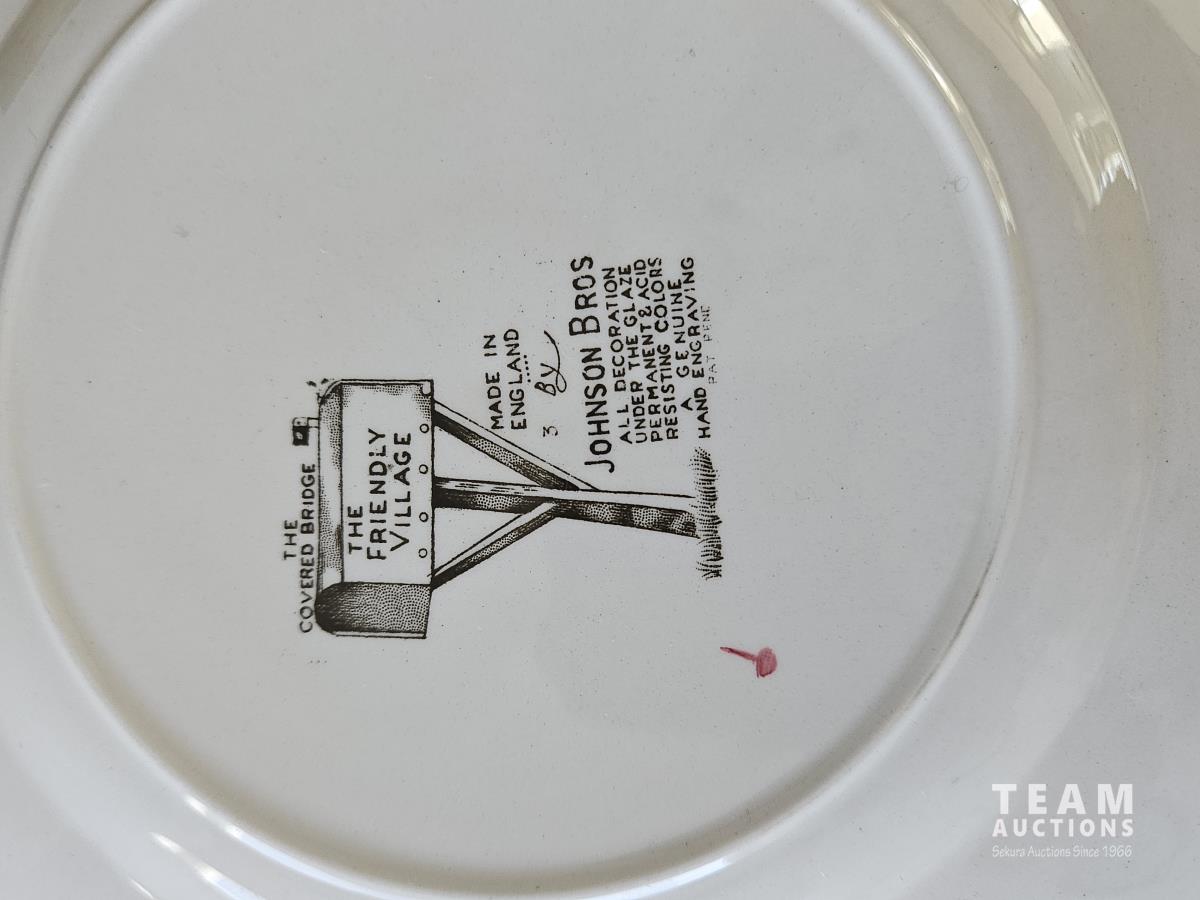 THE
COVERED BRIDGE
THE
FRIENDLY
VILLAGE
MADE IN
ENGLAND
3 By
JOHNSON BROS
ALL DECORATION
UNDER THE GLAZE
PERMANENT & ACID
RESISTING COLORS
A GENUINE
HAND ENGRAVING
PAT PEND
TEAM
AUCTIONS
Sekura Auctions Since 1966